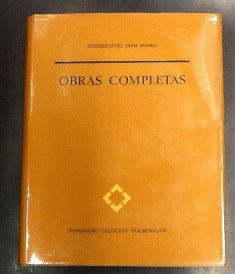 CONDESTÁVEL DOM PEDRO
OBRAS COMPLETAS
FUNDAÇÃO CALOUSTE GULBENKIAN